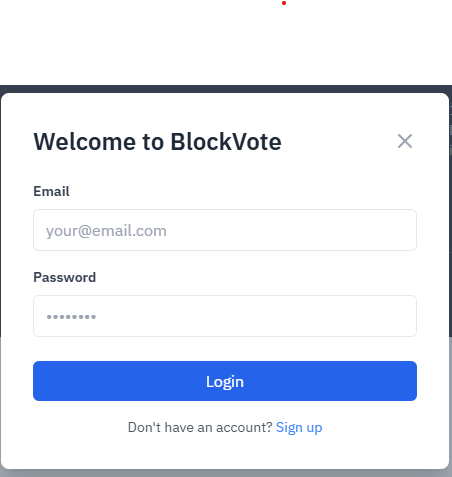 Welcome to BlockVote
Email
your@email.com
Password
••••••••
Login
Don't have an account? Sign up